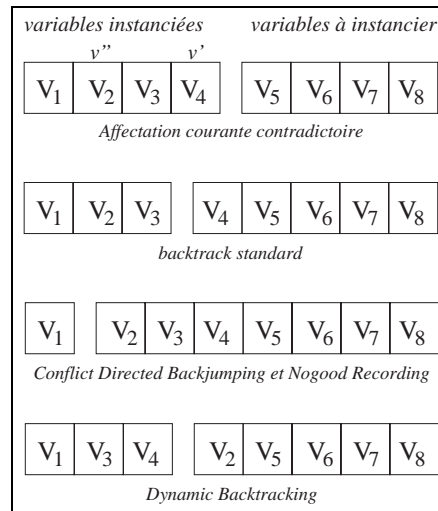 variables instanciées variables à instancier
v’’ v’
V1 V2 V3 V4 V5 V6 V7 V8
Affectation courante contradictoire
V1 V2 V3 V4 V5 V6 V7 V8
backtrack standard
V1 V2 V3 V4 V5 V6 V7 V8
Conflict Directed Backjumping et Nogood Recording
V1 V3 V4 V2 V5 V6 V7 V8
Dynamic Backtracking